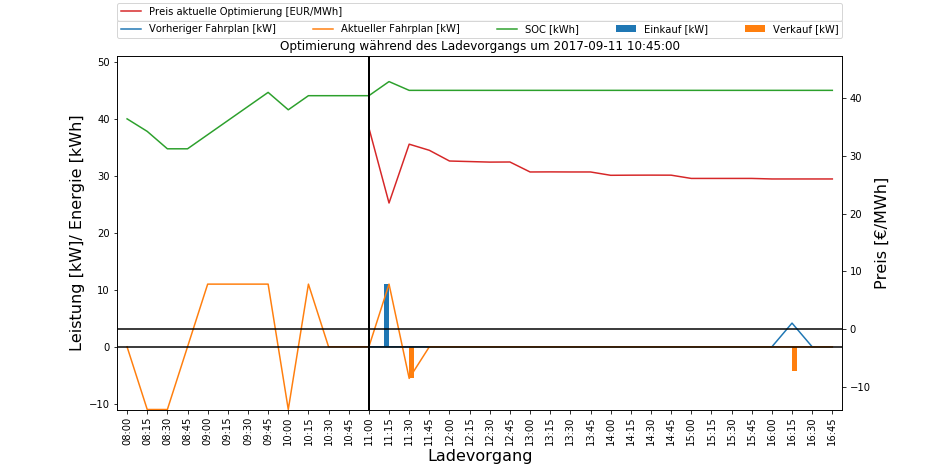 Preis aktuelle Optimierung [EUR/MWh]
Vorheriger Fahrplan [kW] Aktueller Fahrplan [kW] SOC [kWh] Einkauf [kW] Verkauf [kW]
Optimierung während des Ladevorgangs um 2017-09-11 10:45:00
Leistung [kW]/ Energie [kWh]
50
40
30
20
10
0
−10
40
30
20
10
0
−10
Preis [€/MWh]
08:00 08:15 08:30 08:45 09:00 09:15 09:30 09:45 10:00 10:15 10:30 10:45 11:00 11:15 11:30 11:45 12:00 12:15 12:30 12:45 13:00 13:15 13:30 13:45 14:00 14:15 14:30 14:45 15:00 15:15 15:30 15:45 16:00 16:15 16:30 16:45
Ladevorgang